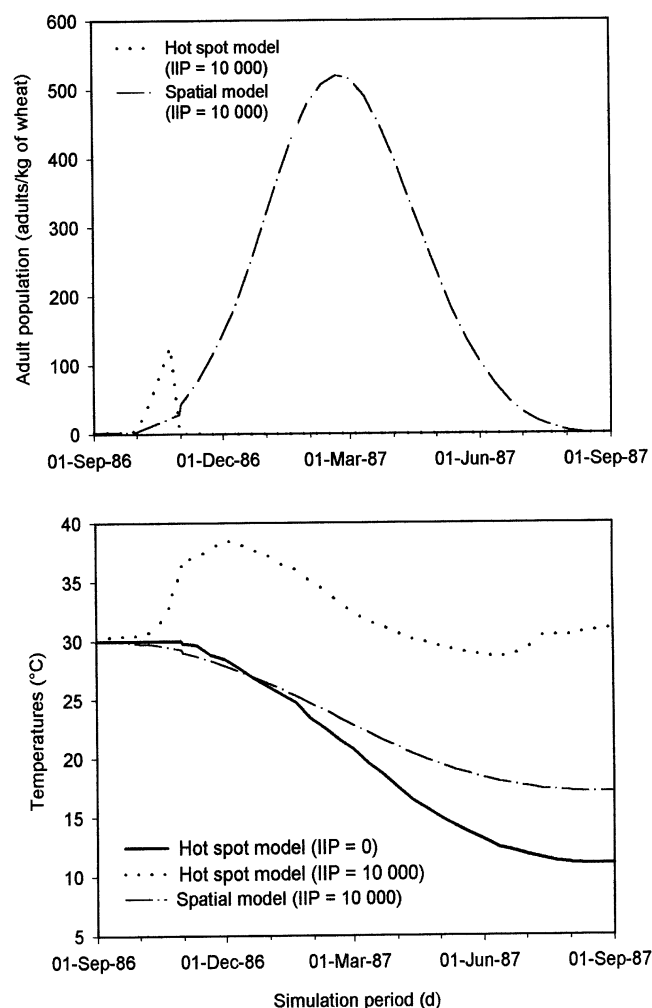 600
500
400
300
200
100
0
Adult population (adults/kg of wheat)
Hot spot model
(IIP = 10 000)
Spatial model
(IIP = 10 000)
01-Sep-86 01-Dec-86 01-Mar-87 01-Jun-87 01-Sep-87
40
35
30
25
20
15
10
5
Temperatures (°C)
Hot spot model (IIP = 0)
Hot spot model (IIP = 10 000)
Spatial model (IIP = 10 000)
01-Sep-86 01-Dec-86 01-Mar-87 01-Jun-87 01-Sep-87
Simulation period (d)